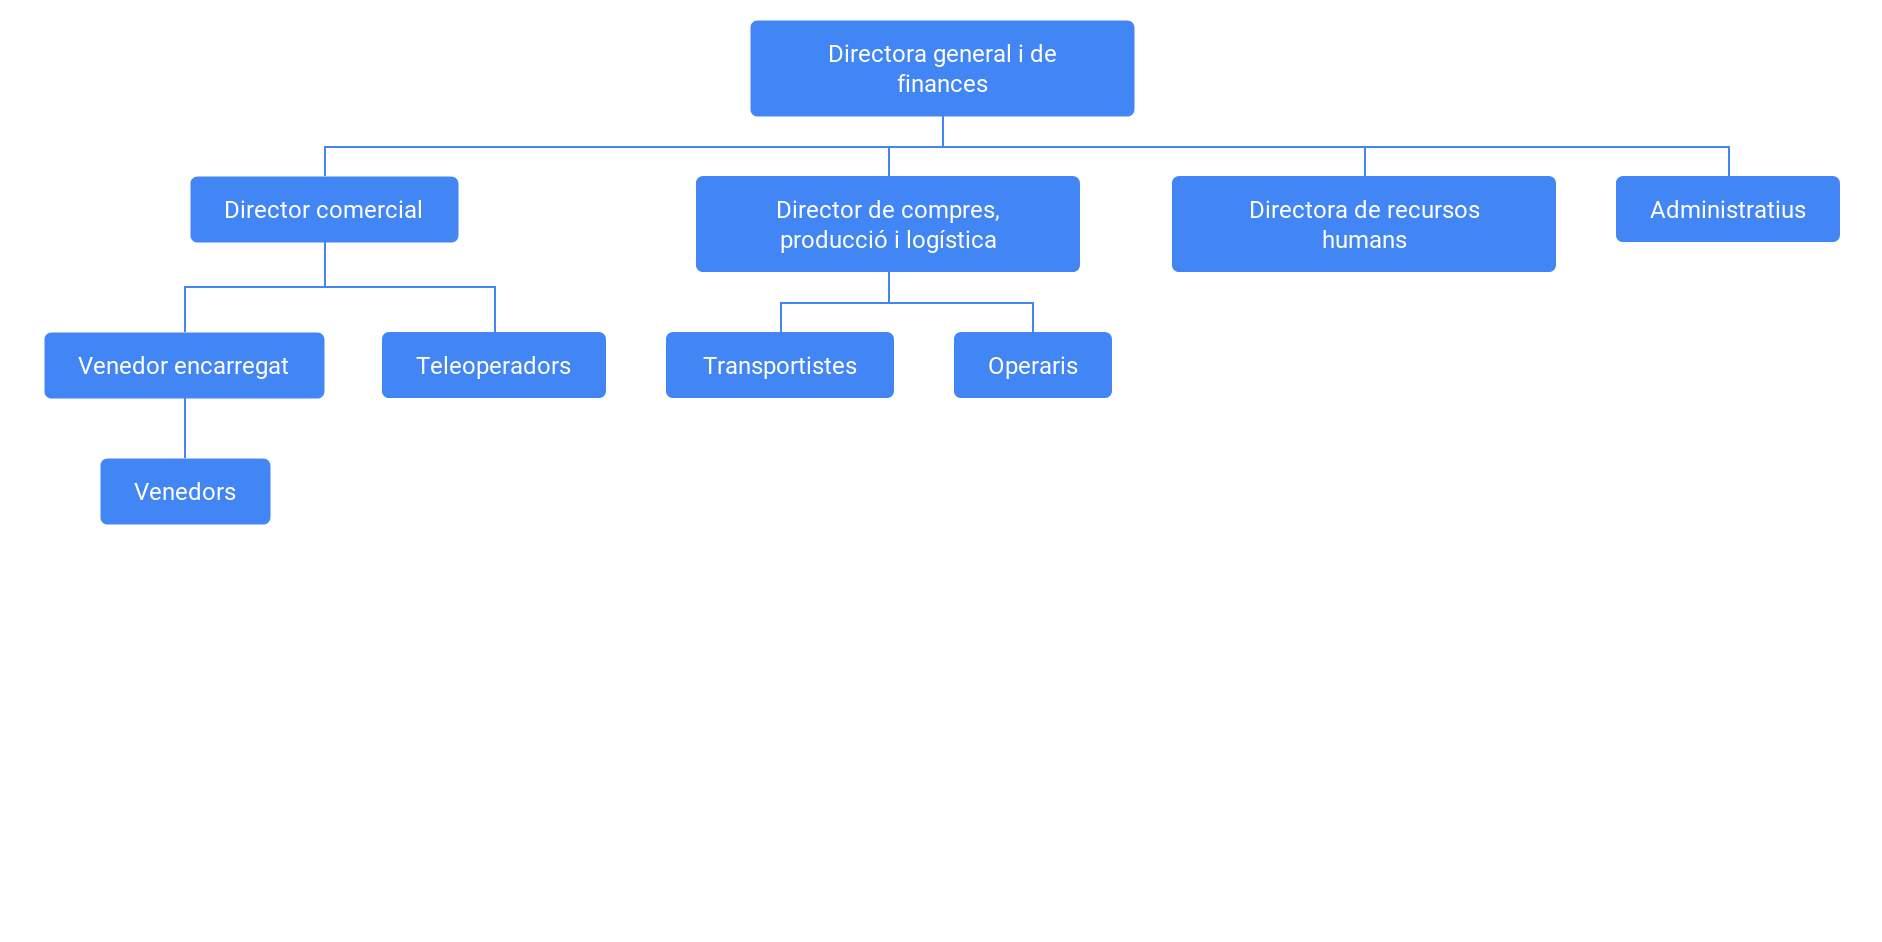 Directora general i de
finances
Director comercial
Director de compres,
producció i logística
Directora de recursos
humans
Administratius
Venedor encarregat
Teleoperadors
Transportistes
Operaris
Venedors